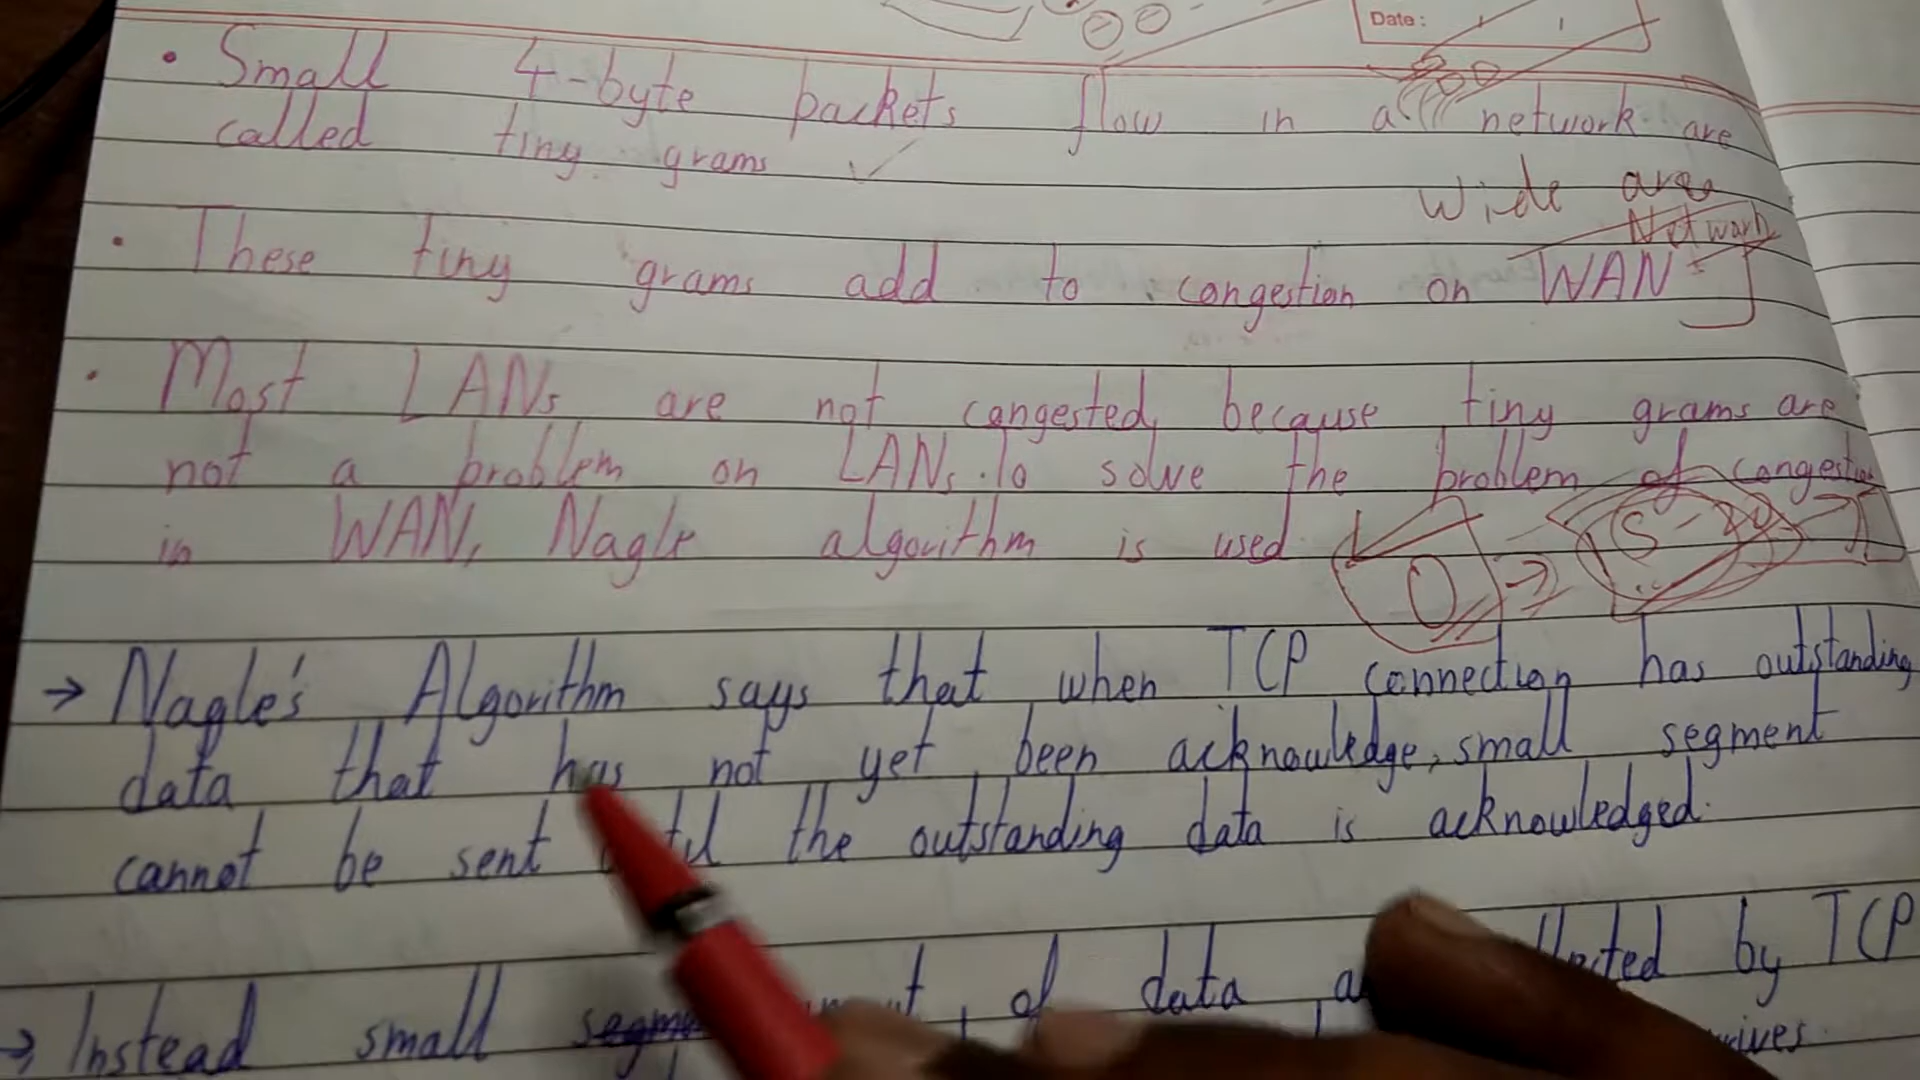 Date :
• Small 4-byte packets flow in a network are
called tiny grams ✓
Wide area
Network
• These tiny grams add to congestion on WAN
• Most LANs are not congested, because tiny grams are
not a problem on LANs. To solve the problem of congestion
in WAN, Nagle algorithm is used
→ Nagle's Algorithm says that when TCP connection has outstanding
data that has not yet been acknowledge, small segment
cannot be sent until the outstanding data is acknowledged.
→ Instead small of data by TCP